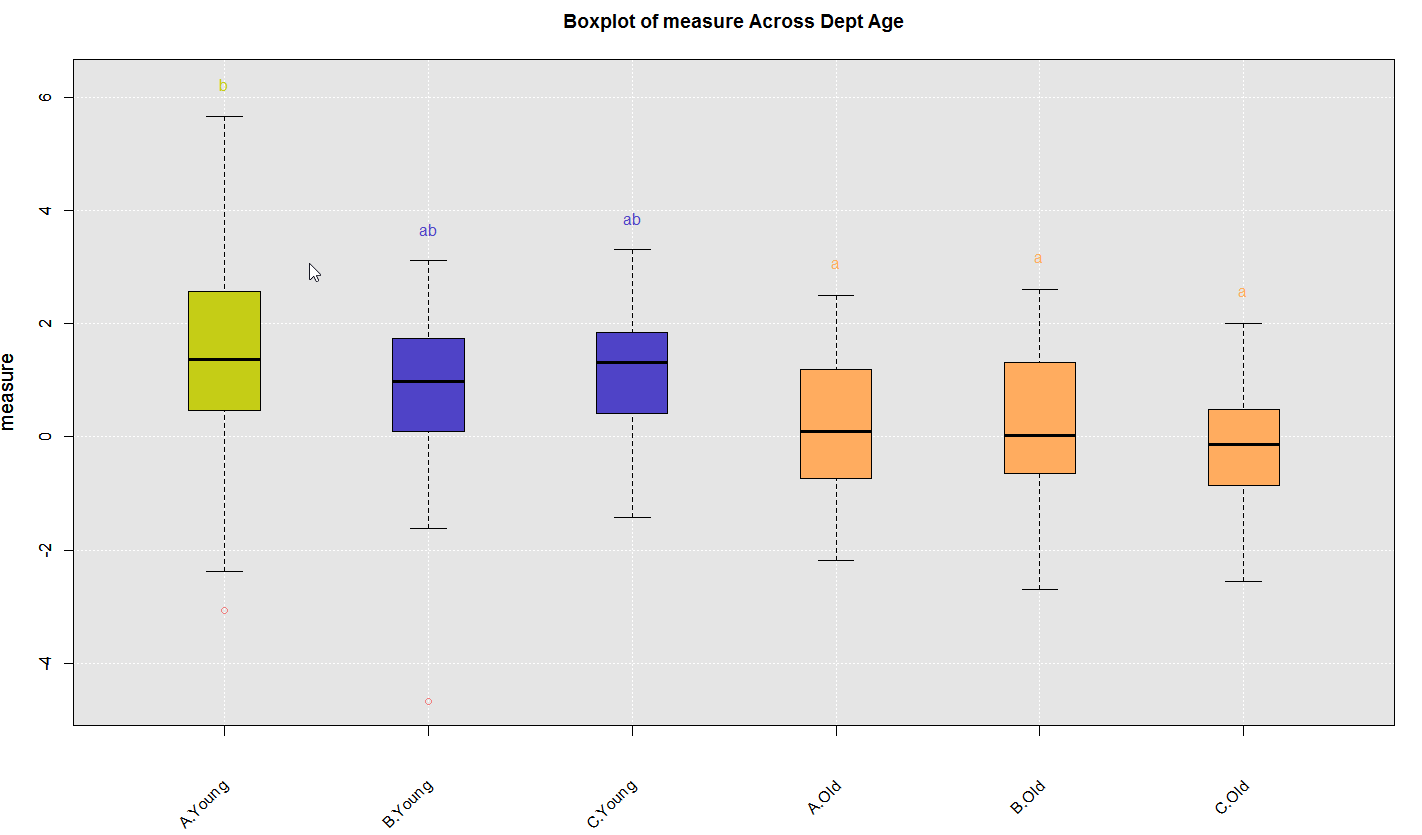 Boxplot of measure Across Dept Age
b
ab
ab
a
a
a
6
4
2
0
-2
-4
measure
A.Young
B.Young
C.Young
A.Old
B.Old
C.Old